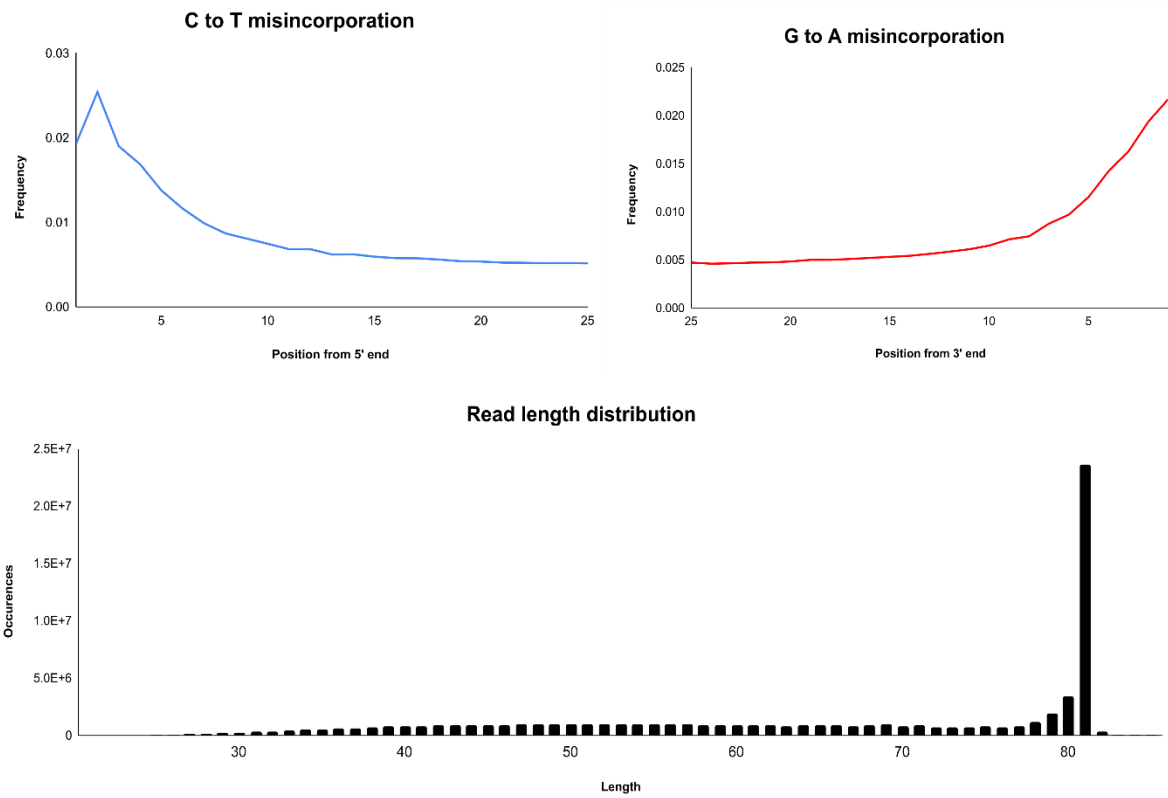 C to T misincorporation
0.03
0.02
0.01
0.00
Frequency
5
10
15
20
25
Position from 5' end
G to A misincorporation
0.025
0.020
0.015
0.010
0.005
0.000
Frequency
25
20
15
10
5
Position from 3' end
Read length distribution
2.5E+7
2.0E+7
1.5E+7
1.0E+7
5.0E+6
0
Occurences
30
40
50
60
70
80
Length